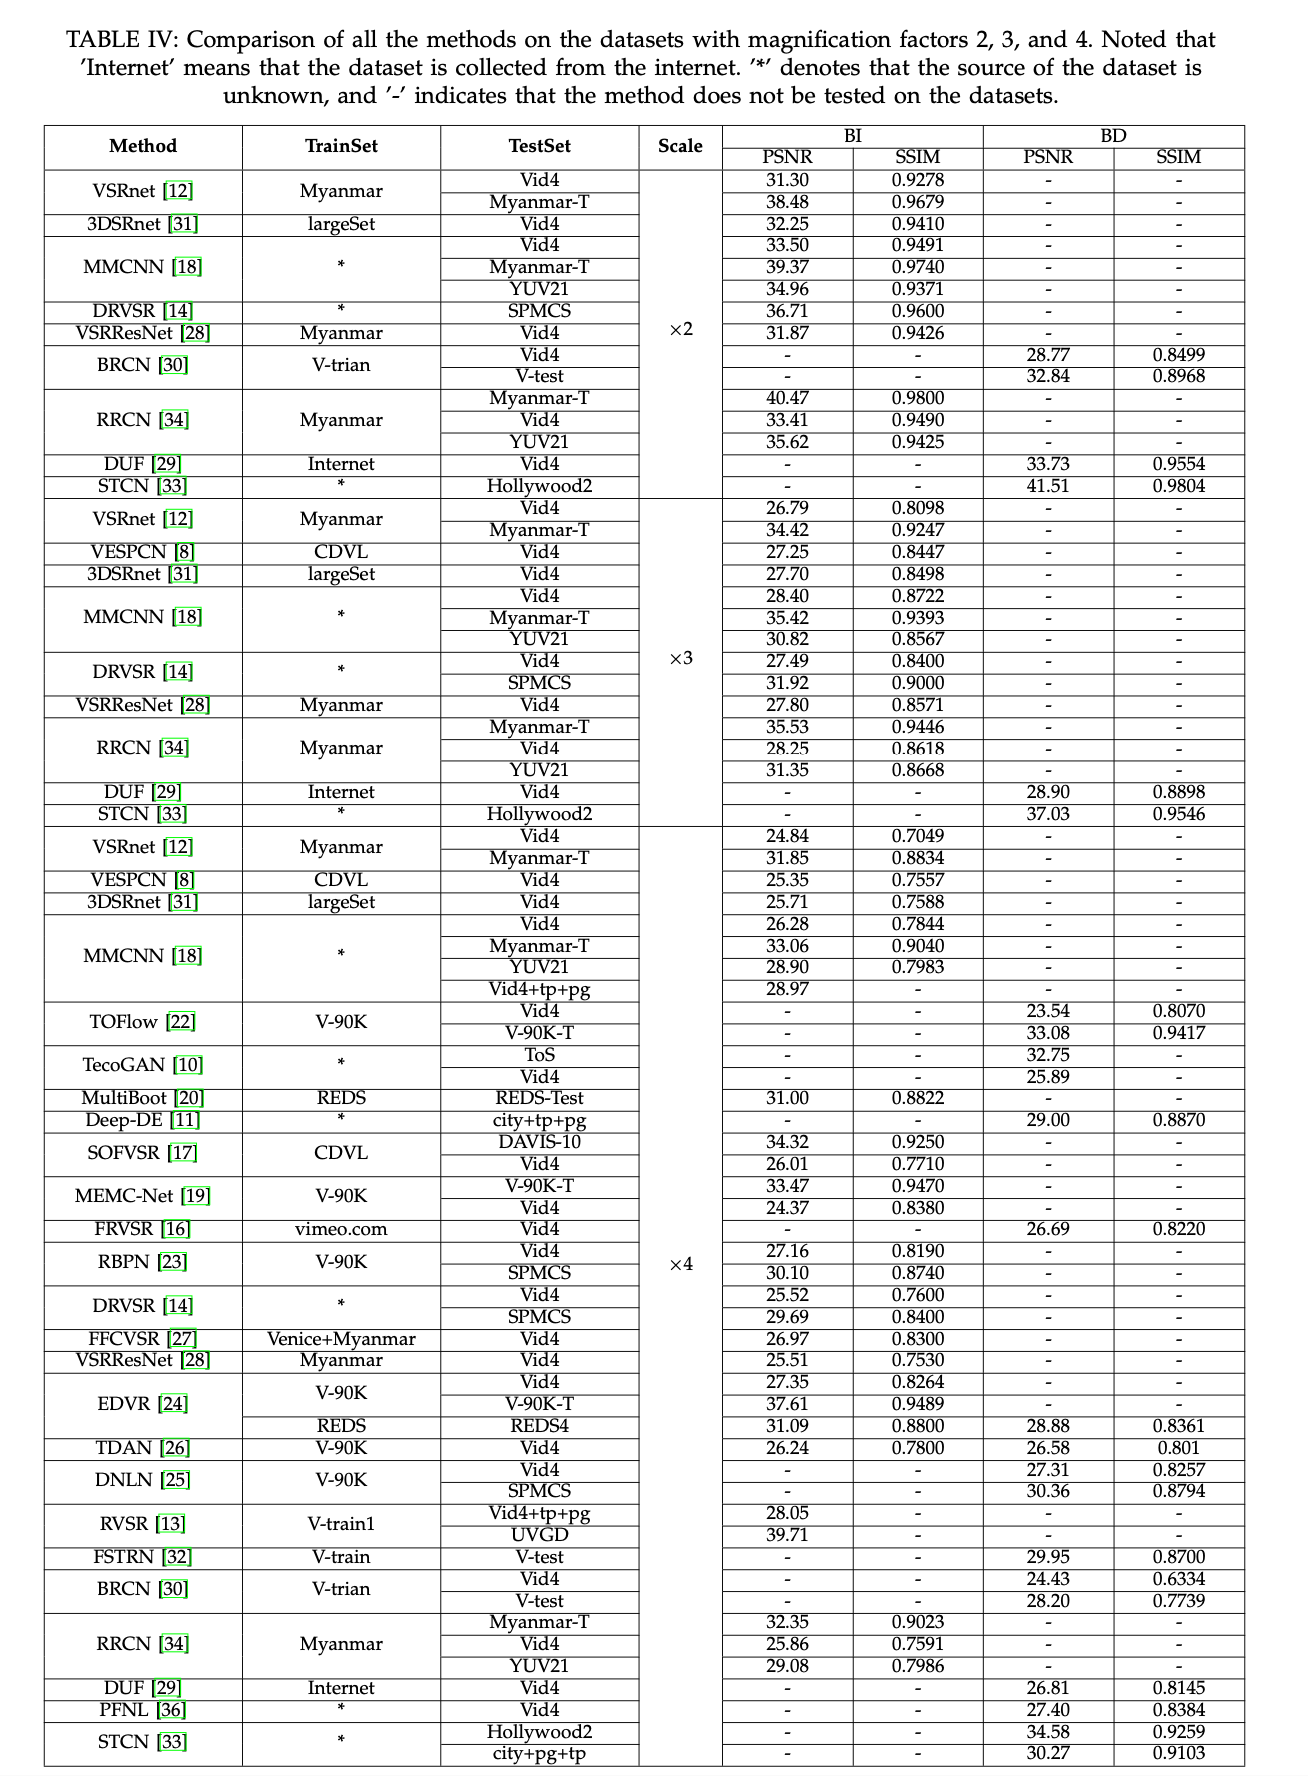 TABLE IV: Comparison of all the methods on the datasets with magnification factors 2, 3, and 4. Noted that
'Internet' means that the dataset is collected from the internet. '*' denotes that the source of the dataset is
unknown, and '-' indicates that the method does not be tested on the datasets.
Method TrainSet TestSet Scale BI BD
PSNR SSIM PSNR SSIM
VSRnet [12] Myanmar Vid4 ×2 31.30 0.9278 - -
Myanmar-T 38.48 0.9679 - -
3DSRnet [31] largeSet Vid4 32.25 0.9410 - -
MMCNN [18] * Vid4 33.50 0.9491 - -
Myanmar-T 39.37 0.9740 - -
YUV21 34.96 0.9371 - -
DRVSR [14] * SPMCS 36.71 0.9600 - -
VSRResNet [28] Myanmar Vid4 31.87 0.9426 - -
BRCN [30] V-trian Vid4 - - 28.77 0.8499
V-test - - 32.84 0.8968
RRCN [34] Myanmar Myanmar-T 40.47 0.9800 - -
Vid4 33.41 0.9490 - -
YUV21 35.62 0.9425 - -
DUF [29] Internet Vid4 - - 33.73 0.9554
STCN [33] * Hollywood2 - - 41.51 0.9804
VSRnet [12] Myanmar Vid4 ×3 26.79 0.8098 - -
Myanmar-T 34.42 0.9247 - -
VESPCN [8] CDVL Vid4 27.25 0.8447 - -
3DSRnet [31] largeSet Vid4 27.70 0.8498 - -
MMCNN [18] * Vid4 28.40 0.8722 - -
Myanmar-T 35.42 0.9393 - -
YUV21 30.82 0.8567 - -
DRVSR [14] * Vid4 27.49 0.8400 - -
SPMCS 31.92 0.9000 - -
VSRResNet [28] Myanmar Vid4 27.80 0.8571 - -
RRCN [34] Myanmar Myanmar-T 35.53 0.9446 - -
Vid4 28.25 0.8618 - -
YUV21 31.35 0.8668 - -
DUF [29] Internet Vid4 - - 28.90 0.8898
STCN [33] * Hollywood2 - - 37.03 0.9546
VSRnet [12] Myanmar Vid4 ×4 24.84 0.7049 - -
Myanmar-T 31.85 0.8834 - -
VESPCN [8] CDVL Vid4 25.35 0.7557 - -
3DSRnet [31] largeSet Vid4 25.71 0.7588 - -
MMCNN [18] * Vid4 26.28 0.7844 - -
Myanmar-T 33.06 0.9040 - -
YUV21 28.90 0.7983 - -
Vid4+tp+pg 28.97 - - -
TOFlow [22] V-90K Vid4 - - 23.54 0.8070
V-90K-T - - 33.08 0.9417
TecoGAN [10] * ToS - - 32.75 -
Vid4 - - 25.89 -
MultiBoot [20] REDS REDS-Test 31.00 0.8822 - -
Deep-DE [11] * city+tp+pg - - 29.00 0.8870
SOFVSR [17] CDVL DAVIS-10 34.32 0.9250 - -
Vid4 26.01 0.7710 - -
MEMC-Net [19] V-90K V-90K-T 33.47 0.9470 - -
Vid4 24.37 0.8380 - -
FRVSR [16] vimeo.com Vid4 - - 26.69 0.8220
RBPN [23] V-90K Vid4 27.16 0.8190 - -
SPMCS 30.10 0.8740 - -
DRVSR [14] * Vid4 25.52 0.7600 - -
SPMCS 29.69 0.8400 - -
FFCVSR [27] Venice+Myanmar Vid4 26.97 0.8300 - -
VSRResNet [28] Myanmar Vid4 25.51 0.7530 - -
EDVR [24] V-90K Vid4 27.35 0.8264 - -
V-90K-T 37.61 0.9489 - -
REDS REDS4 31.09 0.8800 28.88 0.8361
TDAN [26] V-90K Vid4 26.24 0.7800 26.58 0.801
DNLN [25] V-90K Vid4 - - 27.31 0.8257
SPMCS - - 30.36 0.8794
RVSR [13] V-train1 Vid4+tp+pg 28.05 - - -
UVGD 39.71 - - -
FSTRN [32] V-train V-test - - 29.95 0.8700
BRCN [30] V-trian Vid4 - - 24.43 0.6334
V-test - - 28.20 0.7739
RRCN [34] Myanmar Myanmar-T 32.35 0.9023 - -
Vid4 25.86 0.7591 - -
YUV21 29.08 0.7986 - -
DUF [29] Internet Vid4 - - 26.81 0.8145
PFNL [36] * Vid4 - - 27.40 0.8384
STCN [33] * Hollywood2 - - 34.58 0.9259
city+pg+tp - - 30.27 0.9103